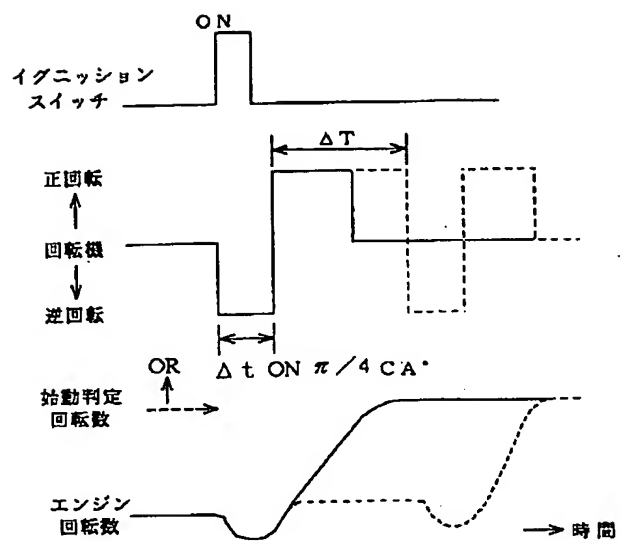 ON
イグニッション
スイッチ
ΔT
正回転
回転機
逆回転
Δt ON π/4 CA°
OR
始動判定
回転数
エンジン
回転数
時間